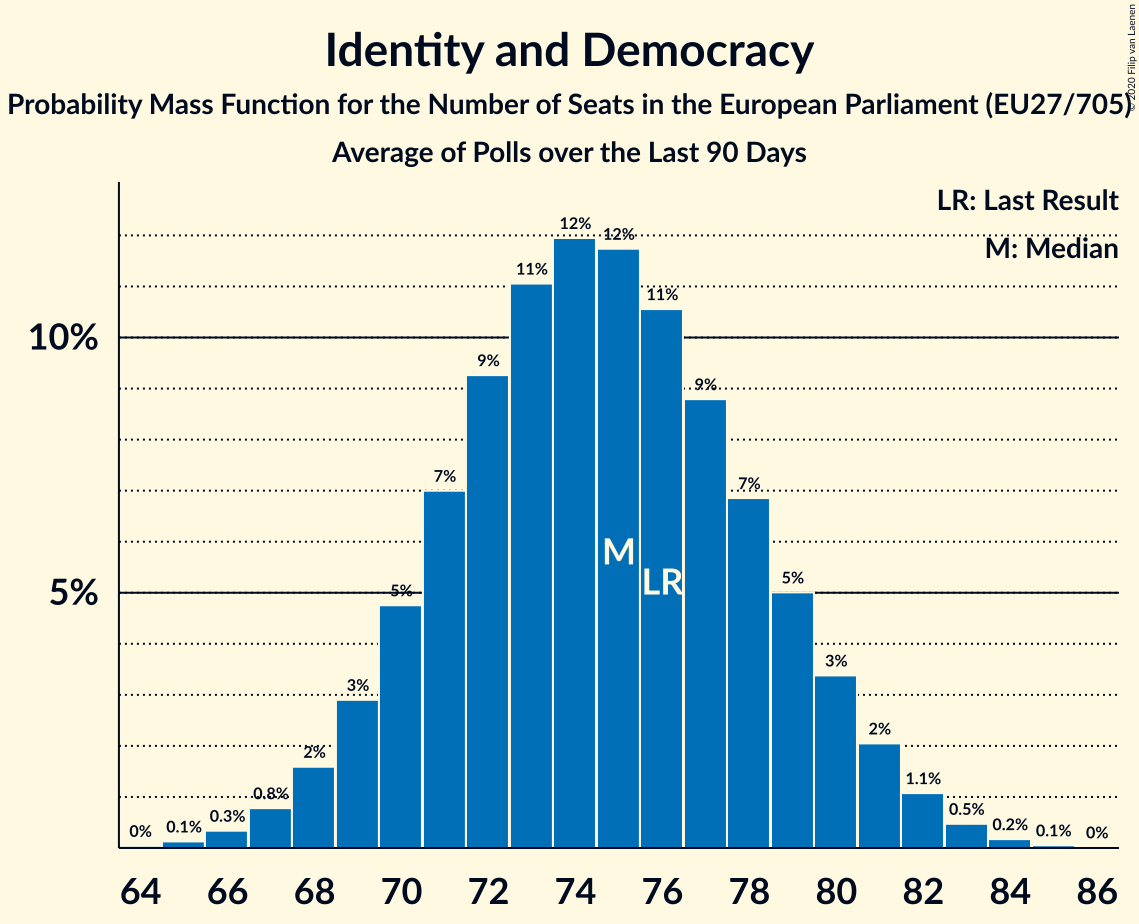 Identity and Democracy
Probability Mass Function for the Number of Seats in the European Parliament (EU27/705)
Average of Polls over the Last 90 Days
© 2020 Filip van Laenen
LR: Last Result
M: Median
10%
5%
0%
0.1%
0.3%
0.8%
2%
3%
5%
7%
9%
11%
12%
12%
11%
9%
7%
5%
3%
2%
1.1%
0.5%
0.2%
0.1%
0%
M
LR
64 66 68 70 72 74 76 78 80 82 84 86